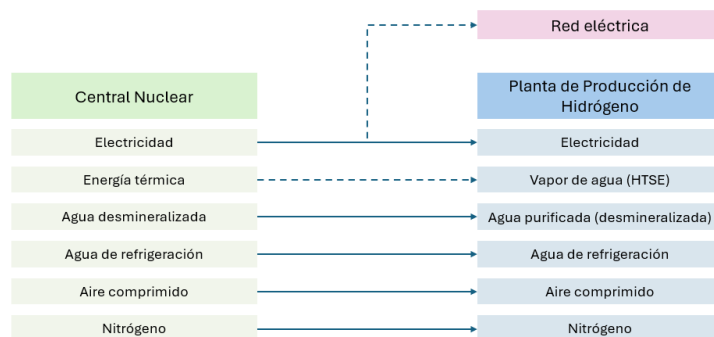 Red eléctrica
Central Nuclear
Planta de Producción de
Hidrógeno
Electricidad
Electricidad
Energía térmica
Vapor de agua (HTSE)
Agua desmineralizada
Agua purificada (desmineralizada)
Agua de refrigeración
Agua de refrigeración
Aire comprimido
Aire comprimido
Nitrógeno
Nitrógeno